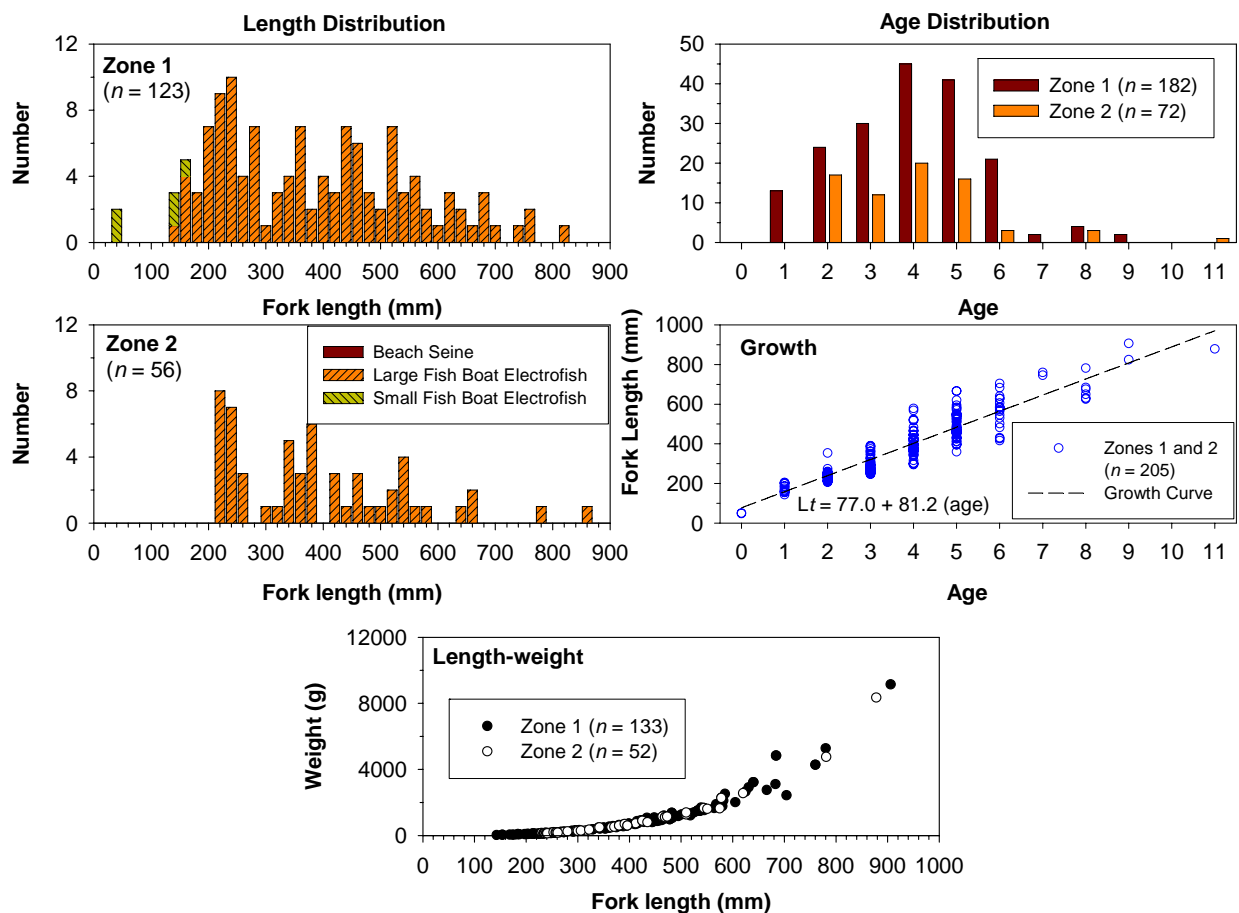 Length Distribution
12
8
4
0
Number
Zone 1
(n = 123)
0 100 200 300 400 500 600 700 800 900
Fork length (mm)
Age Distribution
50
40
30
20
10
0
Number
Zone 1 (n = 182)
Zone 2 (n = 72)
0 1 2 3 4 5 6 7 8 9 10 11
Age
12
8
4
0
Number
Zone 2
(n = 56)
Beach Seine
Large Fish Boat Electrofish
Small Fish Boat Electrofish
0 100 200 300 400 500 600 700 800 900
Fork length (mm)
1000
800
600
400
200
0
Fork Length (mm)
Growth
Zones 1 and 2
(n = 205)
Growth Curve
Lt = 77.0 + 81.2 (age)
0 1 2 3 4 5 6 7 8 9 10 11
Age
12000
8000
4000
0
Weight (g)
Length-weight
Zone 1 (n = 133)
Zone 2 (n = 52)
0 100 200 300 400 500 600 700 800 900 1000
Fork length (mm)